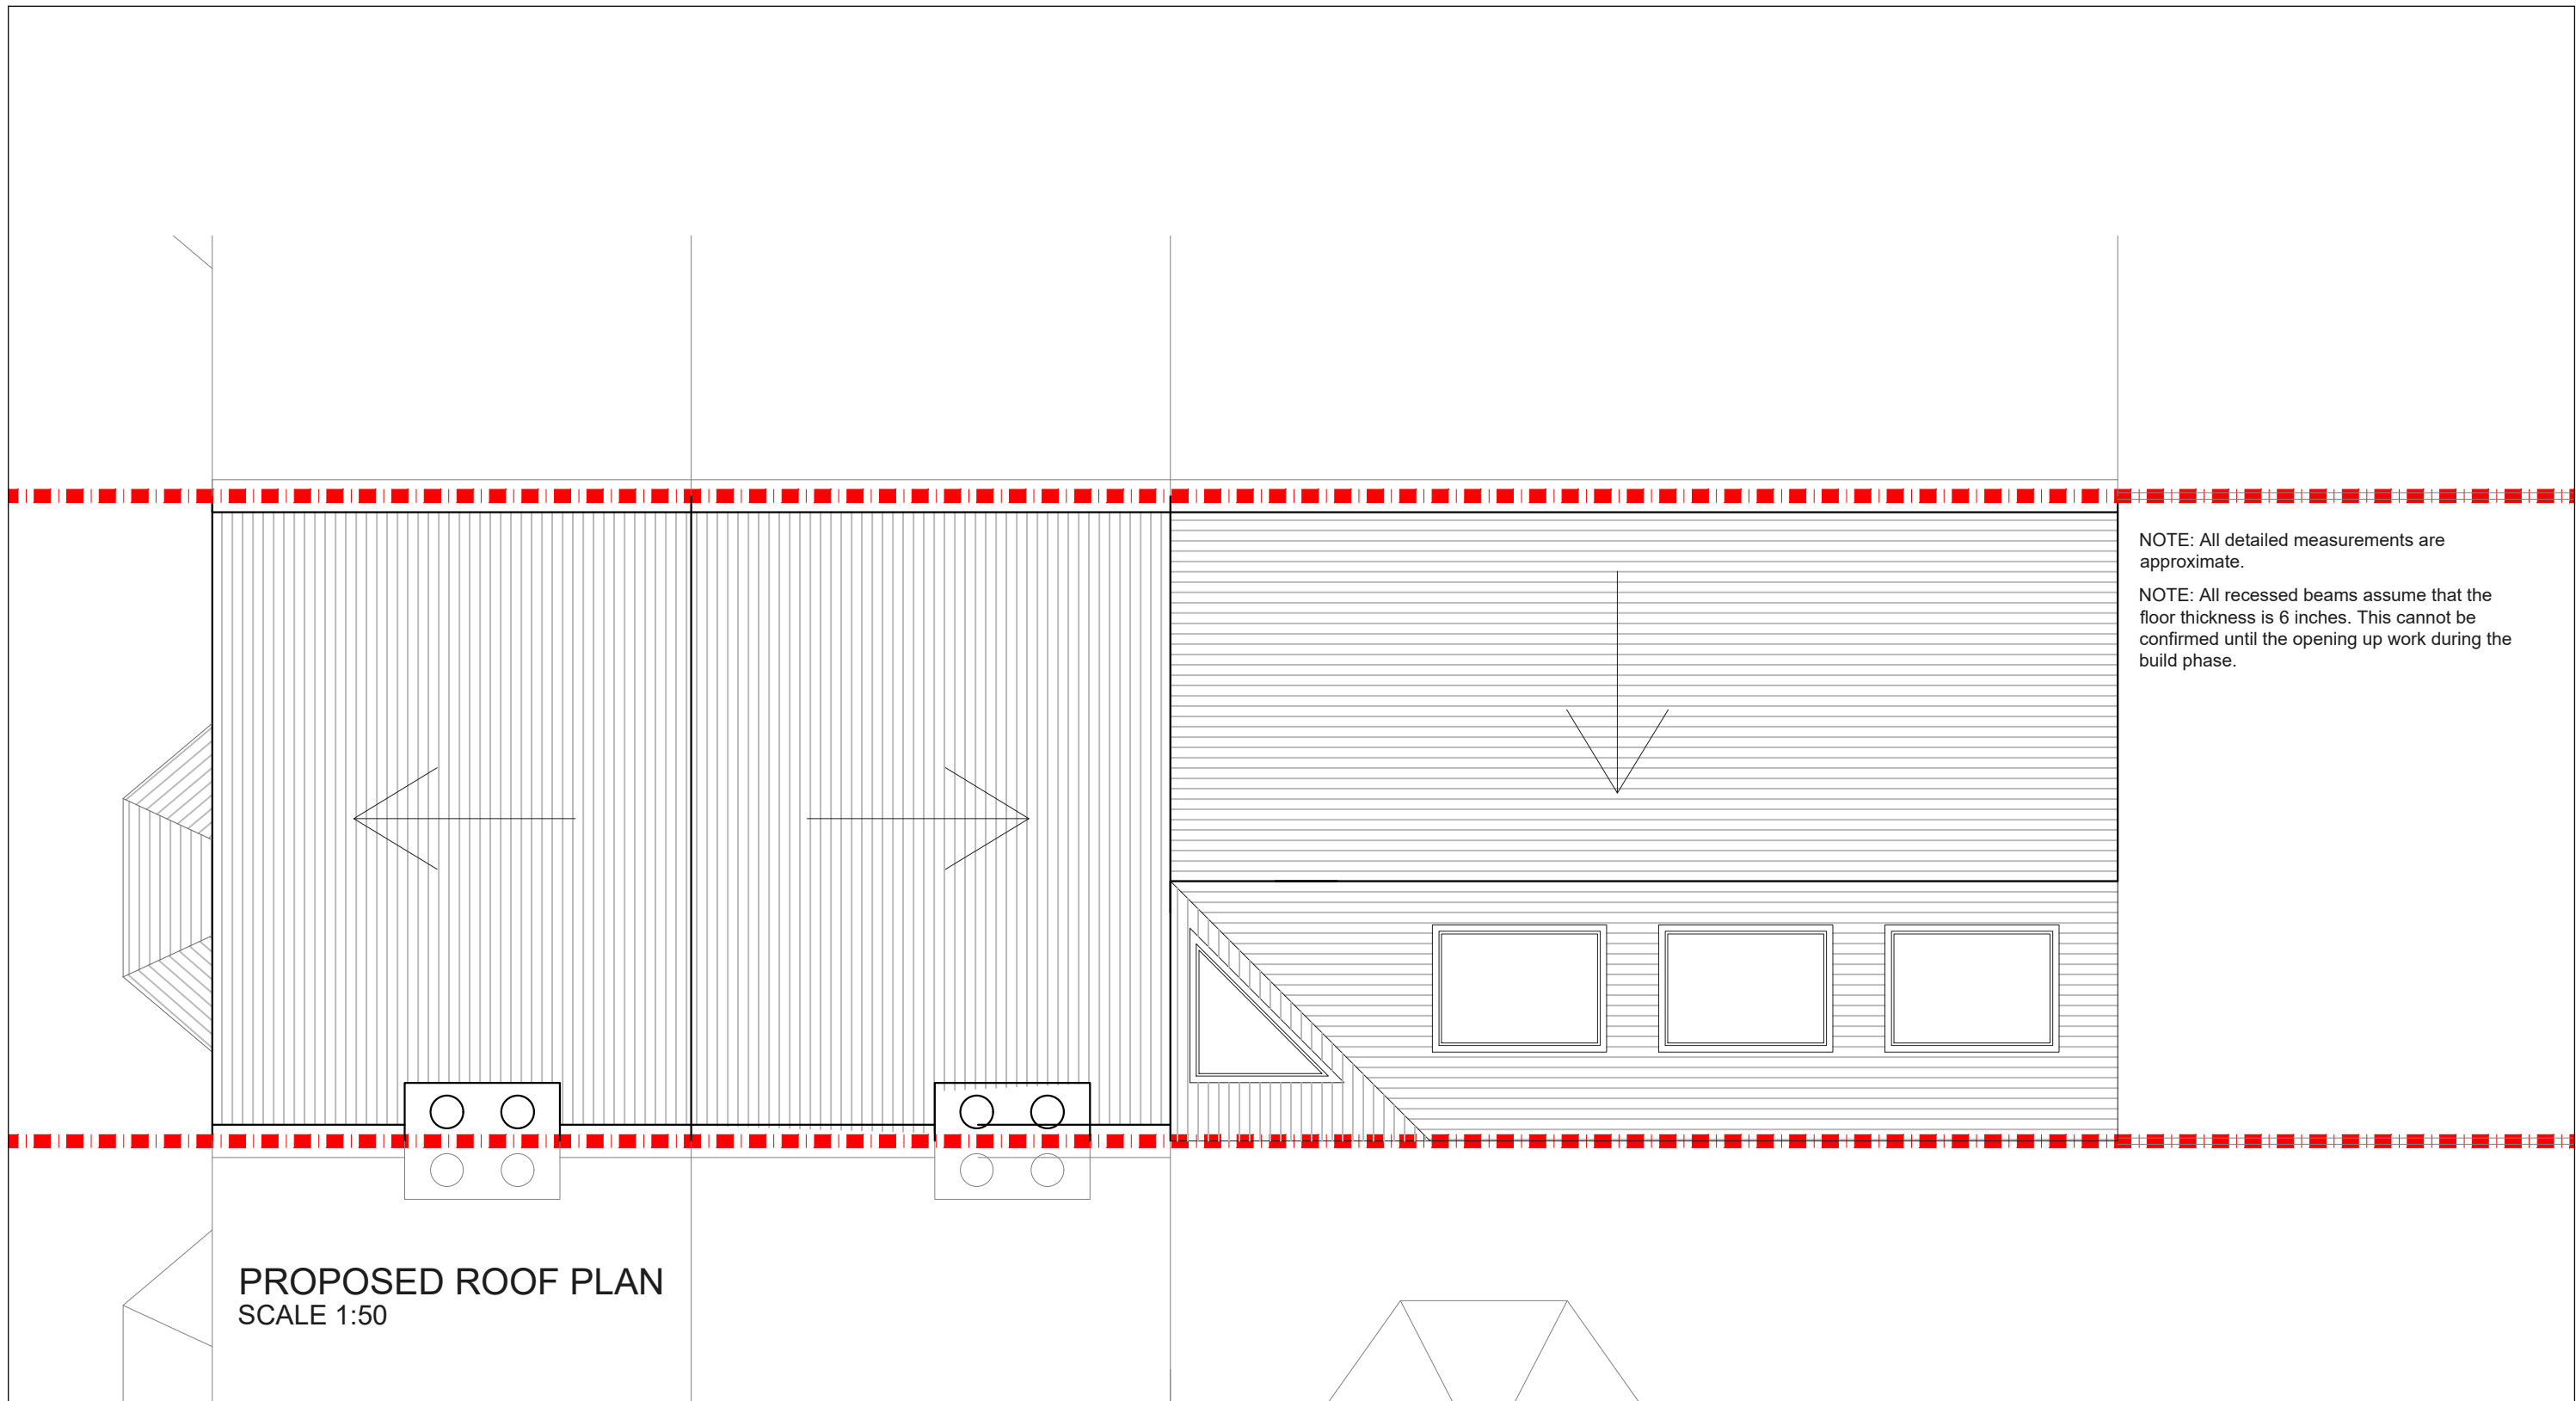 NOTE: All detailed measurements are
approximate.
NOTE: All recessed beams assume that the
floor thickness is 6 inches. This cannot be
confirmed until the opening up work during the
build phase.
PROPOSED ROOF PLAN
SCALE 1:50